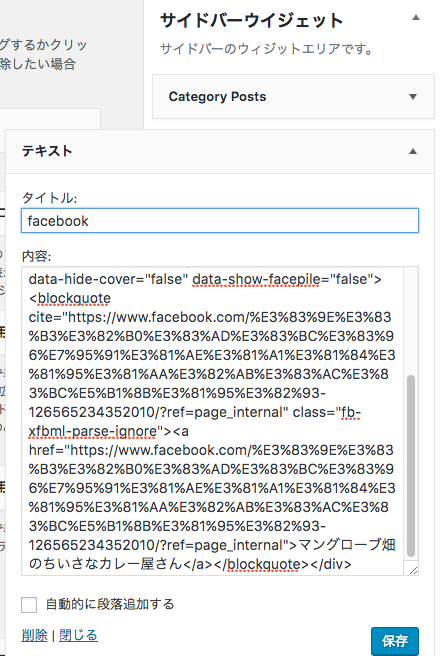 サイドバーウイジェット
サイドバーのウィジットエリアです。
グするかクリッ
除したい場合
Category Posts
テキスト
タイトル:
facebook
内容:
data-hide-cover="false" data-show-facepile="false">
<blockquote
cite="https://www.facebook.com/%E3%83%9E%E3%83%
B3%E3%82%B0%E3%83%AD%E3%83%BC%E3%83%9
6%E7%95%91%E3%81%AE%E3%81%A1%E3%81%84%E3
%81%95%E3%81%AA%E3%82%AB%E3%83%AC%E3%8
3%BC%E5%B1%8B%E3%81%95%E3%82%93-
126565234352010/?ref=page_internal" class="fb-
xfbml-parse-ignore"><a
href="https://www.facebook.com/%E3%83%9E%E3%83
%B3%E3%82%B0%E3%83%AD%E3%83%BC%E3%83%9
6%E7%95%91%E3%81%AE%E3%81%A1%E3%81%84%E3
%81%95%E3%81%AA%E3%82%AB%E3%83%AC%E3%8
3%BC%E5%B1%8B%E3%81%95%E3%82%93-
126565234352010/?ref=page_internal">マングローブ畑
のちいさなカレー屋さん</a></blockquote></div>
自動的に段落追加する
削除 | 閉じる
保存